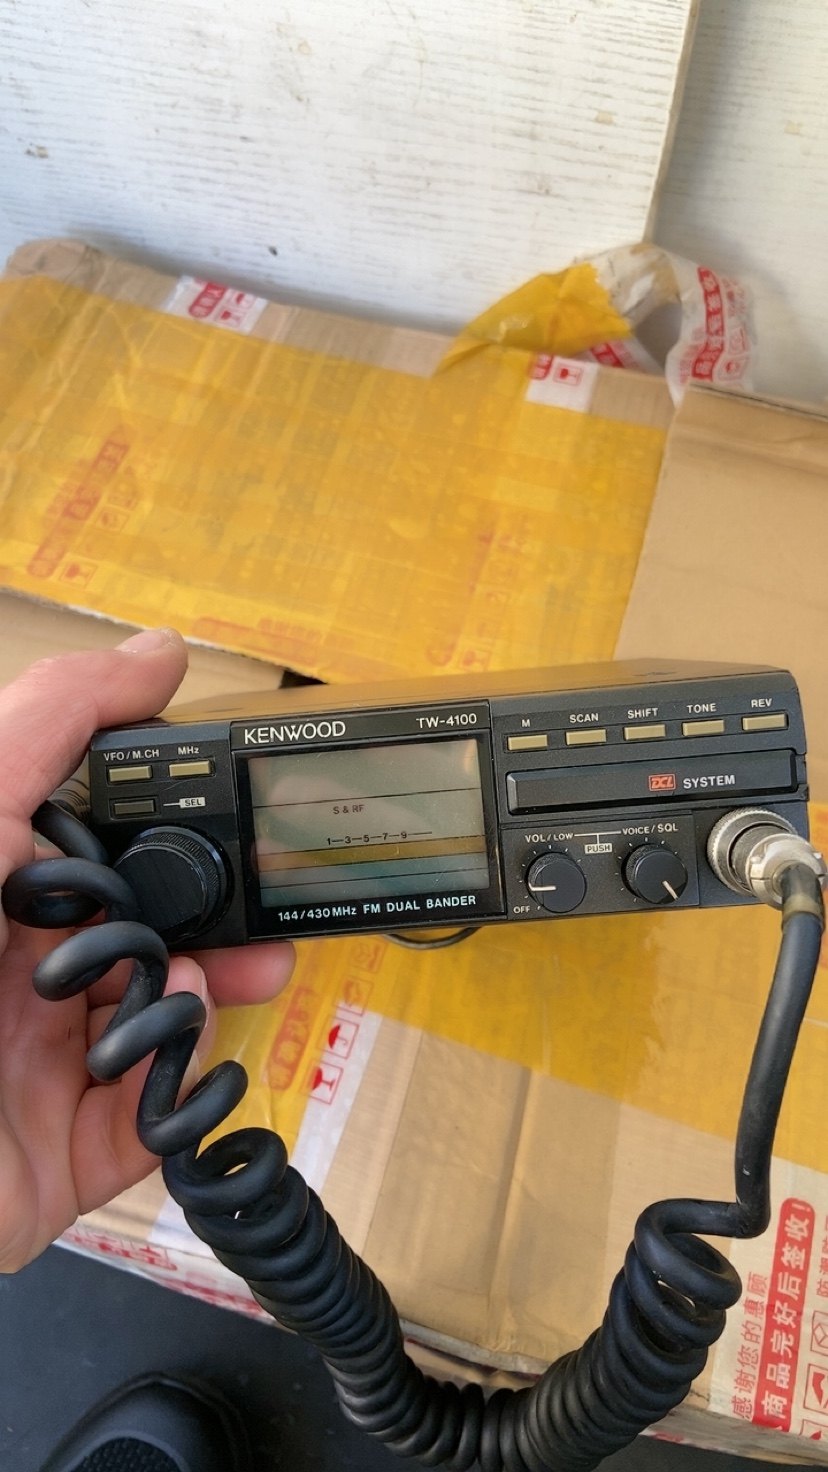 KENWOOD
TW-4100
VFO/M.CH
MHz
SEL
S & RF
1—3—5—7—9
144/430MHz FM DUAL BANDER
M
SCAN
SHIFT
TONE
REV
DCL SYSTEM
VOL/LOW
VOICE/SQL
PUSH
OFF
感谢您的惠顾
商品完好后签收!